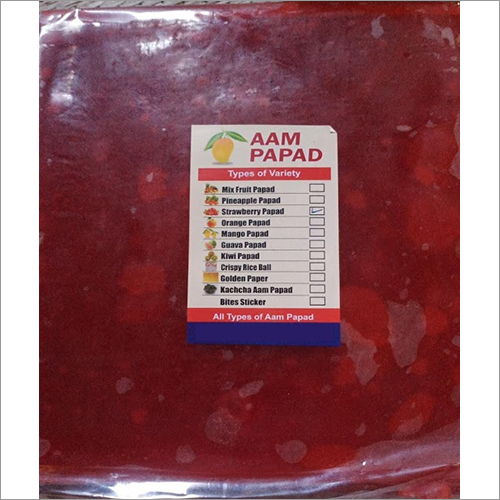 AAM
PAPAD
Types of Variety
Mix Fruit Papad
Pineapple Papad
Strawberry Papad
Orange Papad
Mango Papad
Guava Papad
Kiwi Papad
Crispy Rice Ball
Golden Paper
Kachcha Aam Papad
Bites Sticker
All Types of Aam Papad